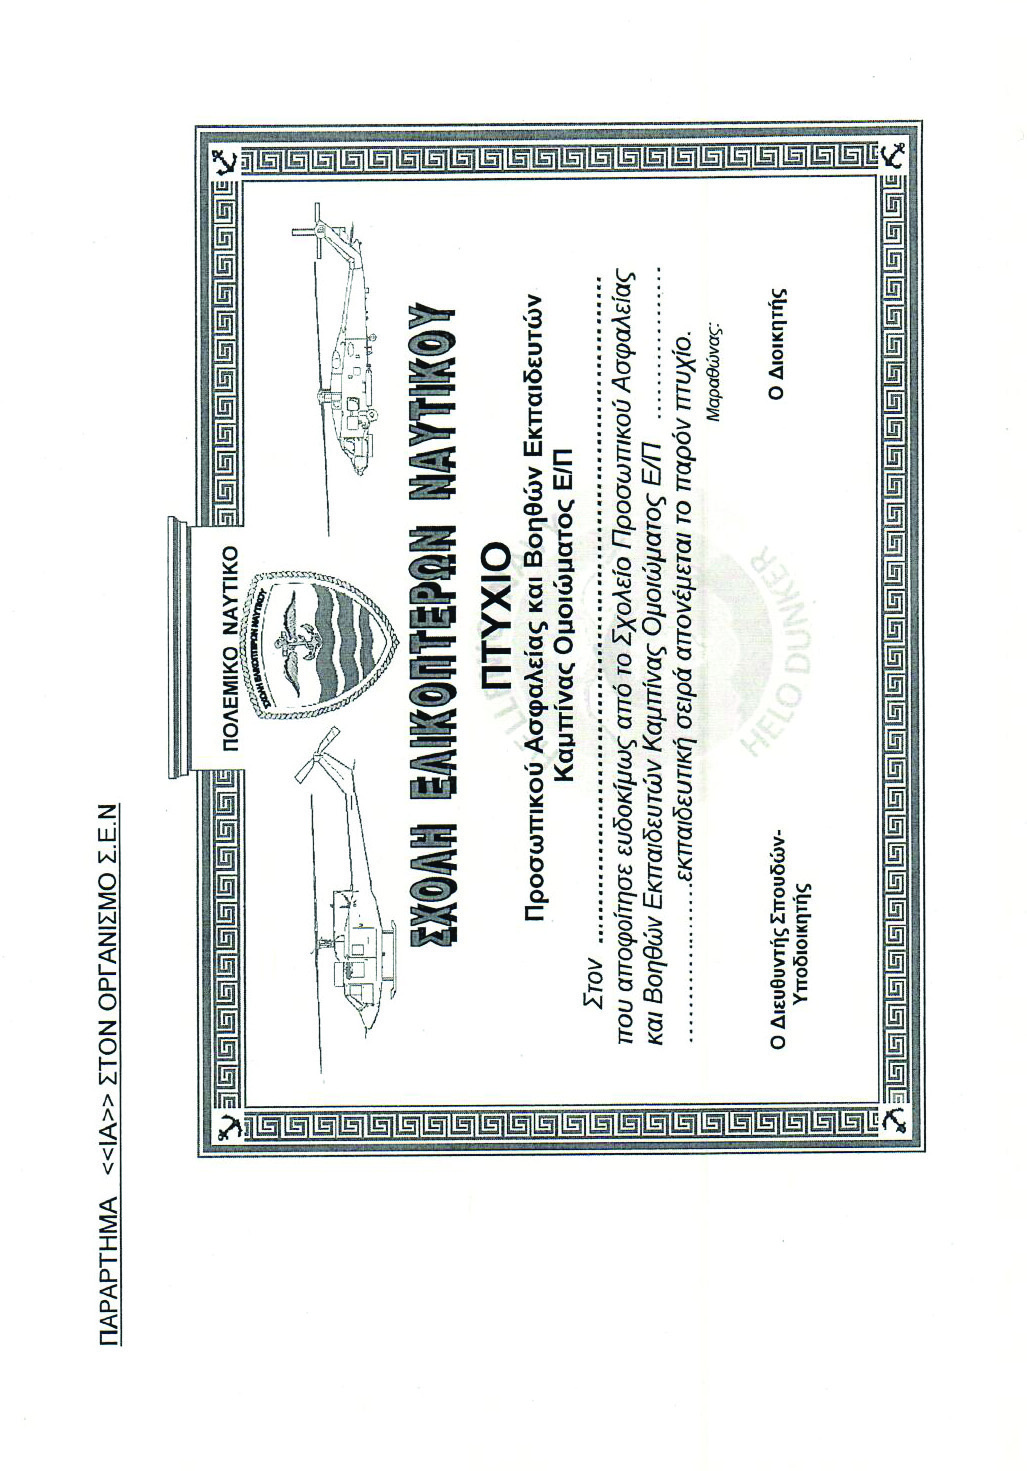 ΠΑΡΑΡΤΗΜΑ <<ΙΑ>> ΣΤΟΝ ΟΡΓΑΝΙΣΜΟ Σ.Ε.Ν
ΠΟΛΕΜΙΚΟ ΝΑΥΤΙΚΟ
ΣΧΟΛΗ ΕΛΙΚΟΠΤΕΡΩΝ ΝΑΥΤΙΚΟΥ
ΣΧΟΛΗ ΕΛΙΚΟΠΤΕΡΩΝ ΝΑΥΤΙΚΟΥ
ΠΤΥΧΙΟ
Προσωπικού Ασφαλείας και Βοηθών Εκπαιδευτών
Καμπίνας Ομοιώματος Ε/Π
Στον ......................................................
που αποφοίτησε ευδοκίμως από το Σχολείο Προσωπικού Ασφαλείας
και Βοηθών Εκπαιδευτών Καμπίνας Ομοιώματος Ε/Π ...............
...............εκπαιδευτική σειρά απονέμεται το παρόν πτυχίο.
Μαραθώνας:
Ο Διευθυντής Σπουδών-
Υποδιοικητής
Ο Διοικητής
HELO DUNKER